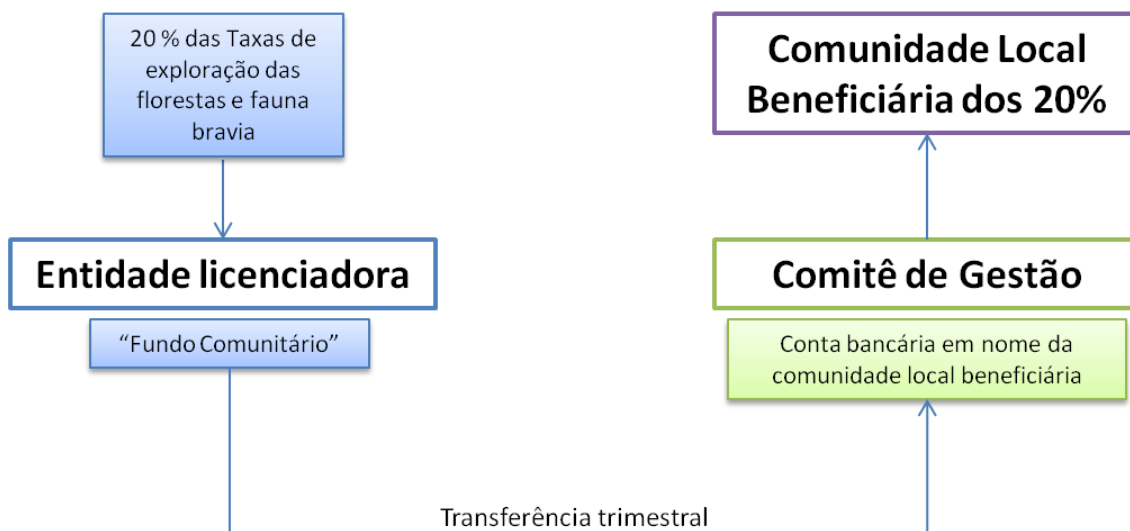 20 % das Taxas de
exploração das
florestas e fauna
bravia
Entidade licenciadora
“Fundo Comunitário”
Transferência trimestral
Comunidade Local
Beneficiária dos 20%
Comitê de Gestão
Conta bancária em nome da
comunidade local beneficiária